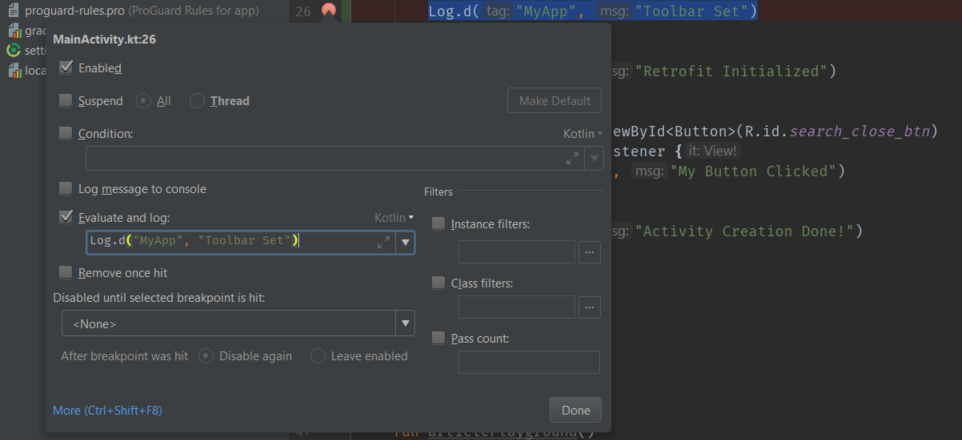 proguard-rules.pro (ProGuard Rules for app)
26 Log.d( tag: "MyApp", msg: "Toolbar Set")
grad
MainActivity.kt:26
setti
Enabled
loca
sg: "Retrofit Initialized")
Suspend All Thread Make Default
Condition: Kotlin
ewById<Button>(R.id.search_close_btn)
stener { it: View!
, msg: "My Button Clicked")
Log message to console
Filters
Evaluate and log: Kotlin
Instance filters:
sg: "Activity Creation Done!")
Log.d("MyApp", "Toolbar Set")
...
Remove once hit
Class filters:
Disabled until selected breakpoint is hit:
...
<None>
Pass count:
After breakpoint was hit Disable again Leave enabled
More (Ctrl+Shift+F8) Done